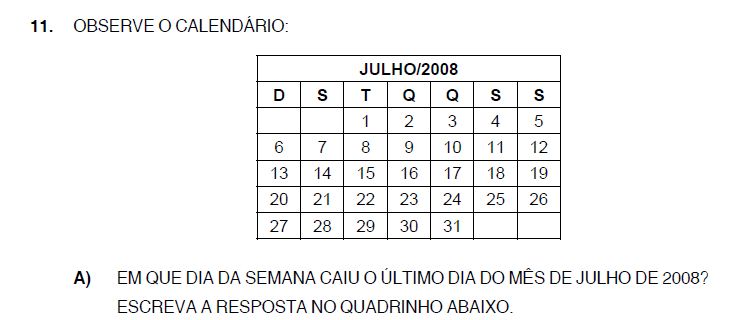 11. OBSERVE O CALENDÁRIO:
JULHO/2008
D S T Q Q S S
1 2 3 4 5
6 7 8 9 10 11 12
13 14 15 16 17 18 19
20 21 22 23 24 25 26
27 28 29 30 31
A) EM QUE DIA DA SEMANA CAIU O ÚLTIMO DIA DO MÊS DE JULHO DE 2008?
ESCREVA A RESPOSTA NO QUADRINHO ABAIXO.